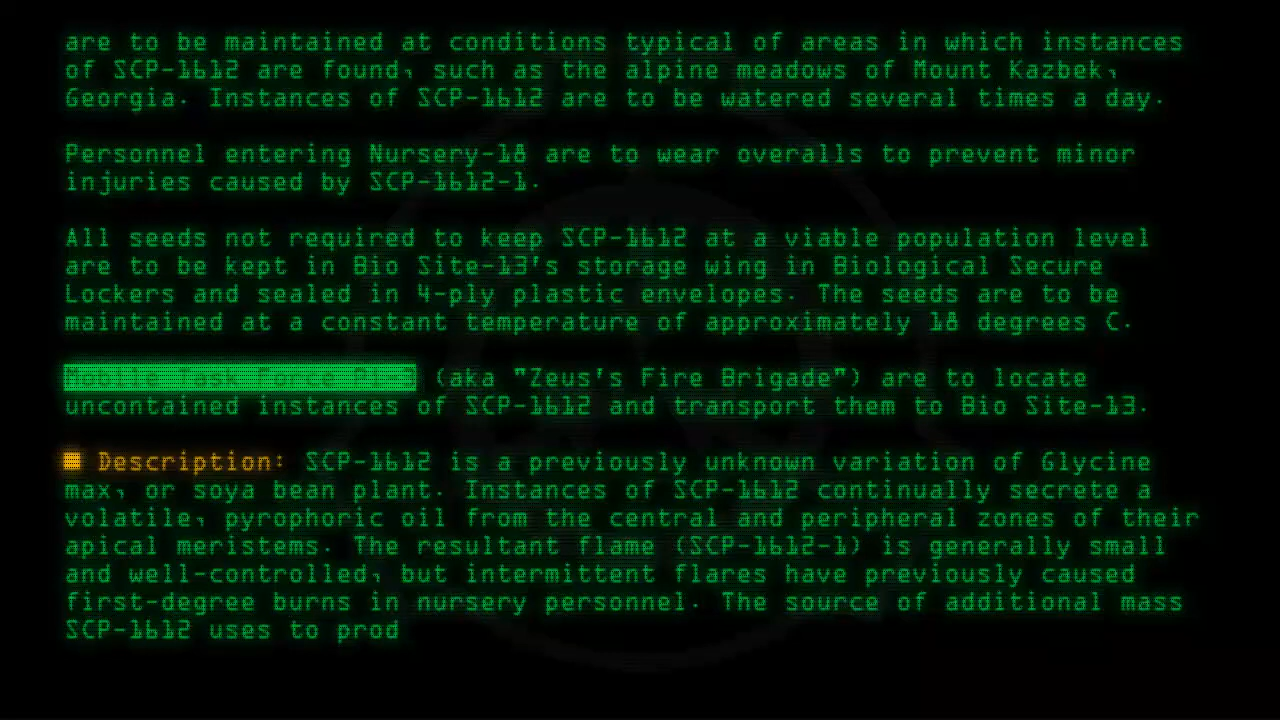 are to be maintained at conditions typical of areas in which instances
of SCP-1612 are found, such as the alpine meadows of Mount Kazbek,
Georgia. Instances of SCP-1612 are to be watered several times a day.
Personnel entering Nursery-18 are to wear overalls to prevent minor
injuries caused by SCP-1612-1.
All seeds not required to keep SCP-1612 at a viable population level
are to be kept in Bio Site-13's storage wing in Biological Secure
Lockers and sealed in 4-ply plastic envelopes. The seeds are to be
maintained at a constant temperature of approximately 18 degrees C.
Mobile Task Force (aka "Zeus's Fire Brigade") are to locate
uncontained instances of SCP-1612 and transport them to Bio Site-13.
Description: SCP-1612 is a previously unknown variation of Glycine
max, or soya bean plant. Instances of SCP-1612 continually secrete a
volatile, pyrophoric oil from the central and peripheral zones of their
apical meristems. The resultant flame (SCP-1612-1) is generally small
and well-controlled, but intermittent flares have previously caused
first-degree burns in nursery personnel. The source of additional mass
SCP-1612 uses to prod